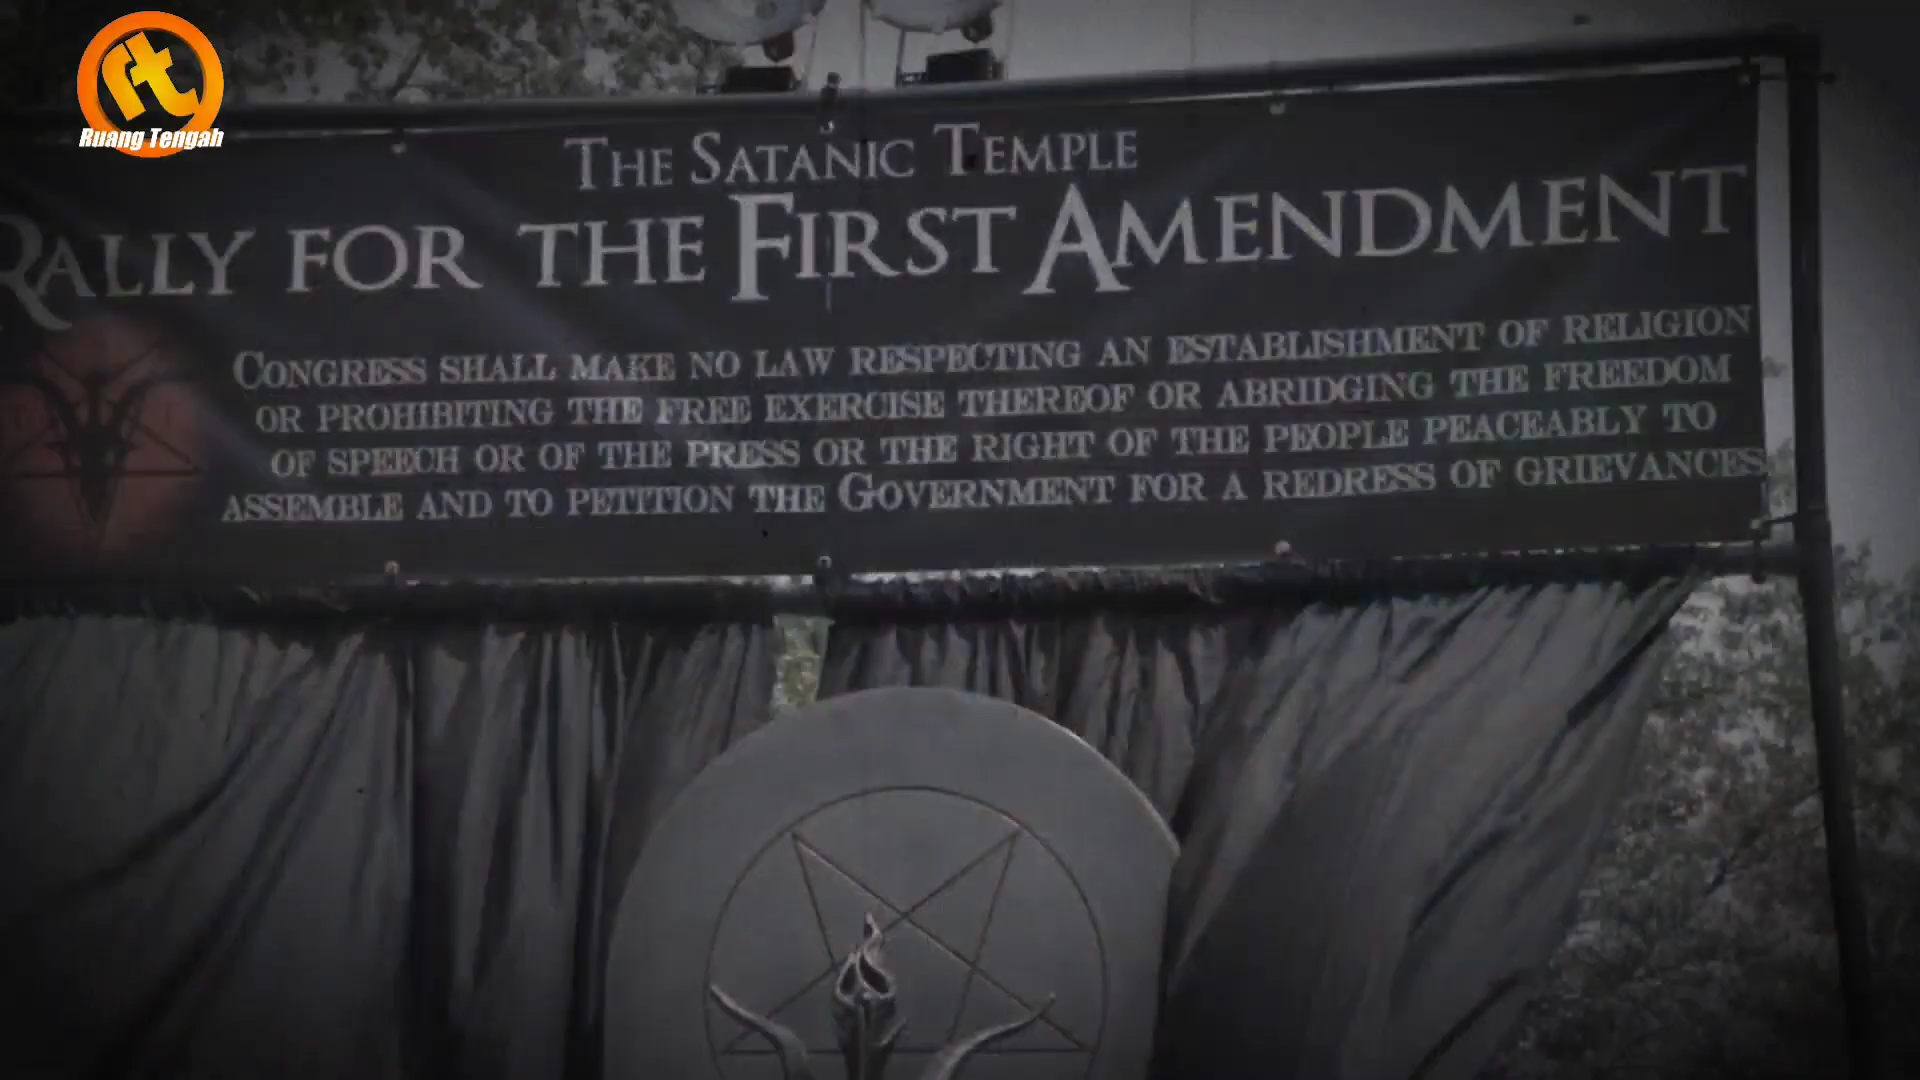 rt
Ruang Tengah
THE SATANIC TEMPLE
RALLY FOR THE FIRST AMENDMENT
CONGRESS SHALL MAKE NO LAW RESPECTING AN ESTABLISHMENT OF RELIGION
OR PROHIBITING THE FREE EXERCISE THEREOF OR ABRIDGING THE FREEDOM
OF SPEECH OR OF THE PRESS OR THE RIGHT OF THE PEOPLE PEACEABLY TO
ASSEMBLE AND TO PETITION THE GOVERNMENT FOR A REDRESS OF GRIEVANCES